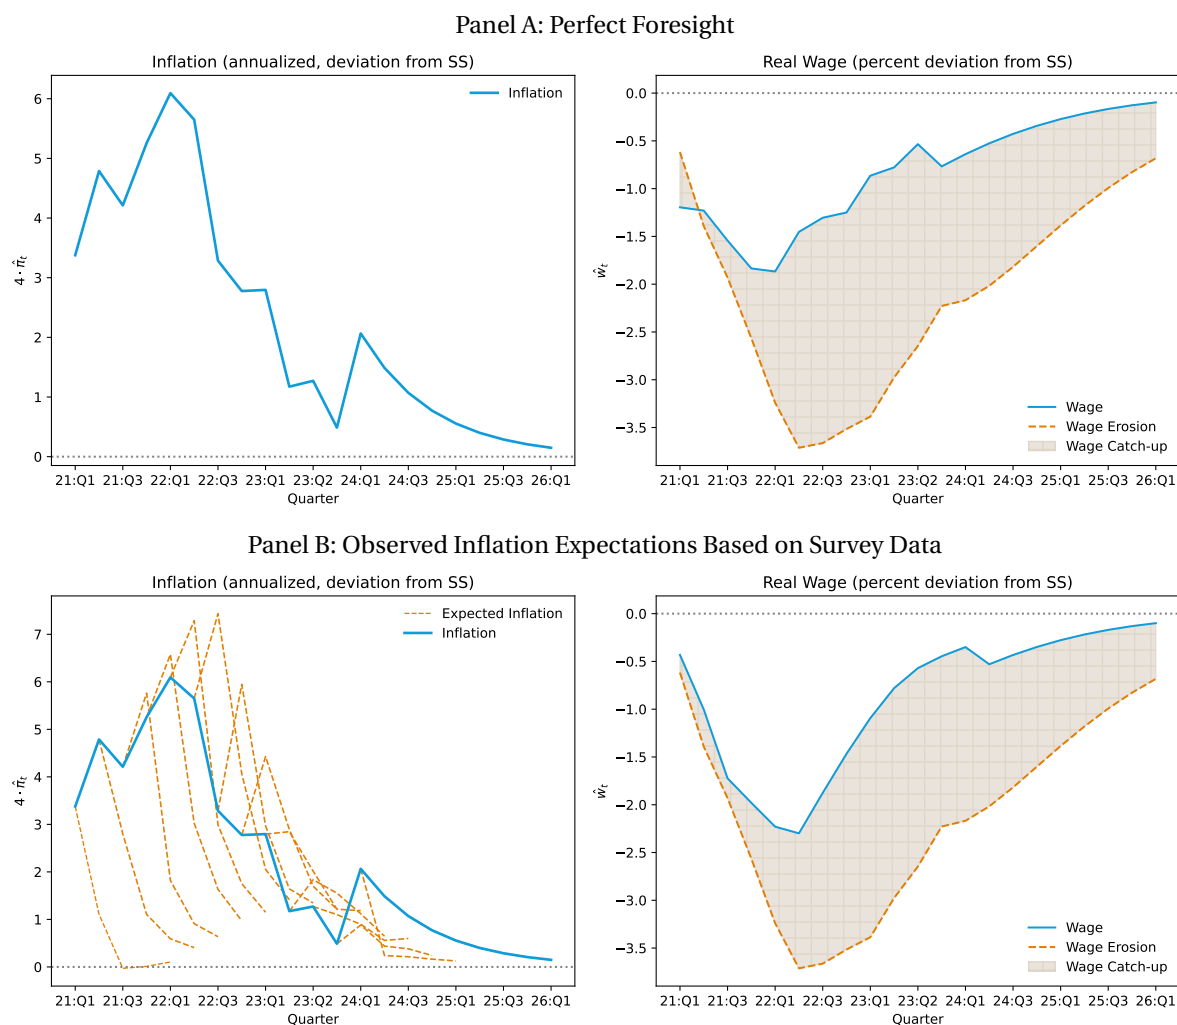 Panel A: Perfect Foresight
Inflation (annualized, deviation from SS)
Inflation
6
5
4
3
2
1
0
4 · π̂ₜ
21:Q1 21:Q3 22:Q1 22:Q3 23:Q1 23:Q2 24:Q1 24:Q3 25:Q1 25:Q3 26:Q1
Quarter
Real Wage (percent deviation from SS)
0.0
−0.5
−1.0
−1.5
−2.0
−2.5
−3.0
−3.5
ŵₜ
Wage
Wage Erosion
Wage Catch-up
21:Q1 21:Q3 22:Q1 22:Q3 23:Q1 23:Q2 24:Q1 24:Q3 25:Q1 25:Q3 26:Q1
Quarter
Panel B: Observed Inflation Expectations Based on Survey Data
Inflation (annualized, deviation from SS)
Expected Inflation
Inflation
7
6
5
4
3
2
1
0
4 · π̂ₜ
21:Q1 21:Q3 22:Q1 22:Q3 23:Q1 23:Q2 24:Q1 24:Q3 25:Q1 25:Q3 26:Q1
Quarter
Real Wage (percent deviation from SS)
0.0
−0.5
−1.0
−1.5
−2.0
−2.5
−3.0
−3.5
ŵₜ
Wage
Wage Erosion
Wage Catch-up
21:Q1 21:Q3 22:Q1 22:Q3 23:Q1 23:Q2 24:Q1 24:Q3 25:Q1 25:Q3 26:Q1
Quarter